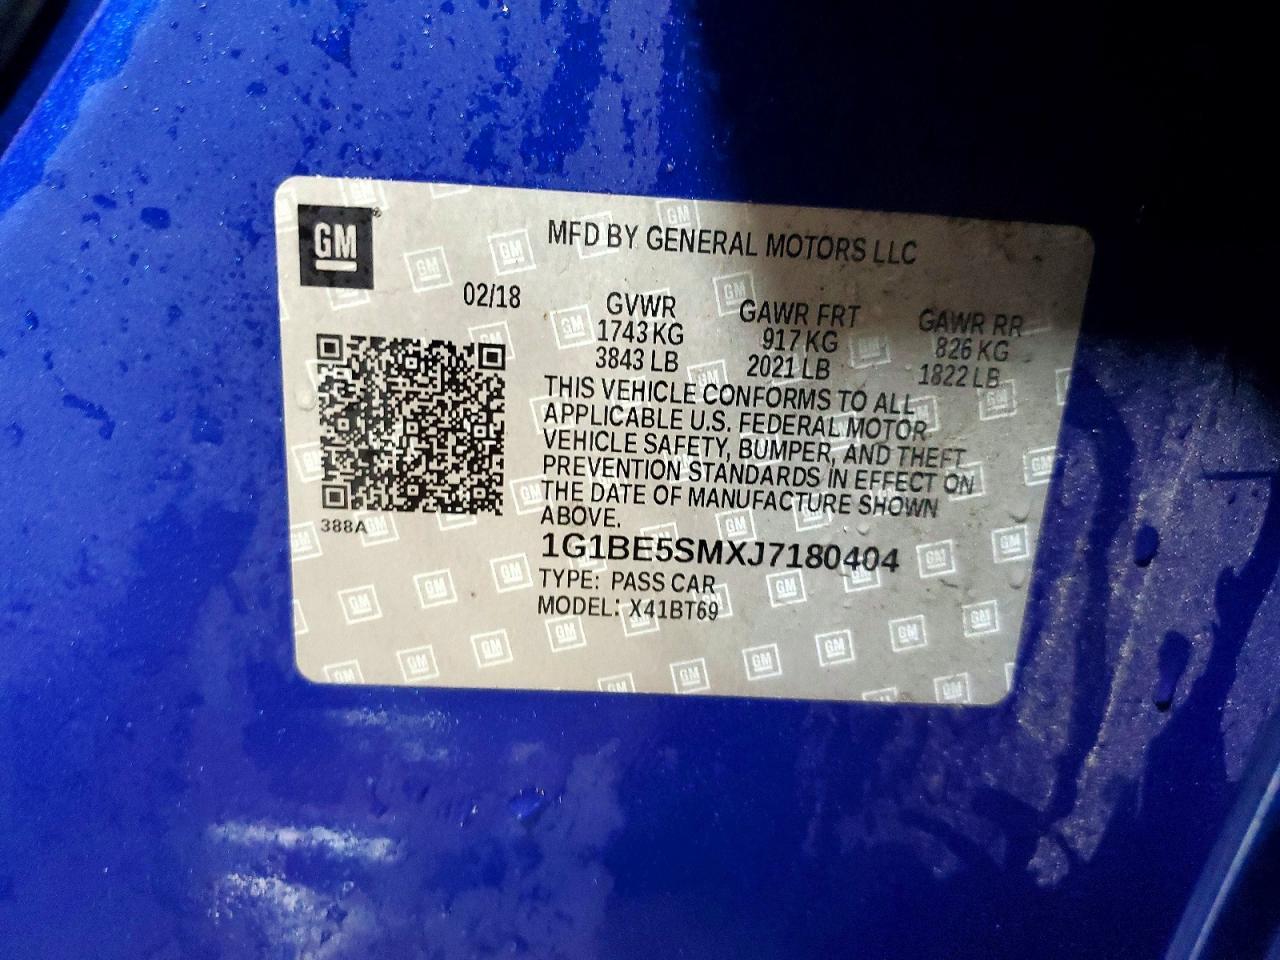 GM
MFD BY GENERAL MOTORS LLC
02/18
GVWR
1743 KG
3843 LB
GAWR FRT
917 KG
2021 LB
GAWR RR
826 KG
1822 LB
THIS VEHICLE CONFORMS TO ALL
APPLICABLE U.S. FEDERAL MOTOR
VEHICLE SAFETY, BUMPER, AND THEFT
PREVENTION STANDARDS IN EFFECT ON
THE DATE OF MANUFACTURE SHOWN
ABOVE.
388A
1G1BE5SMXJ7180404
TYPE: PASS CAR
MODEL: X41BT69